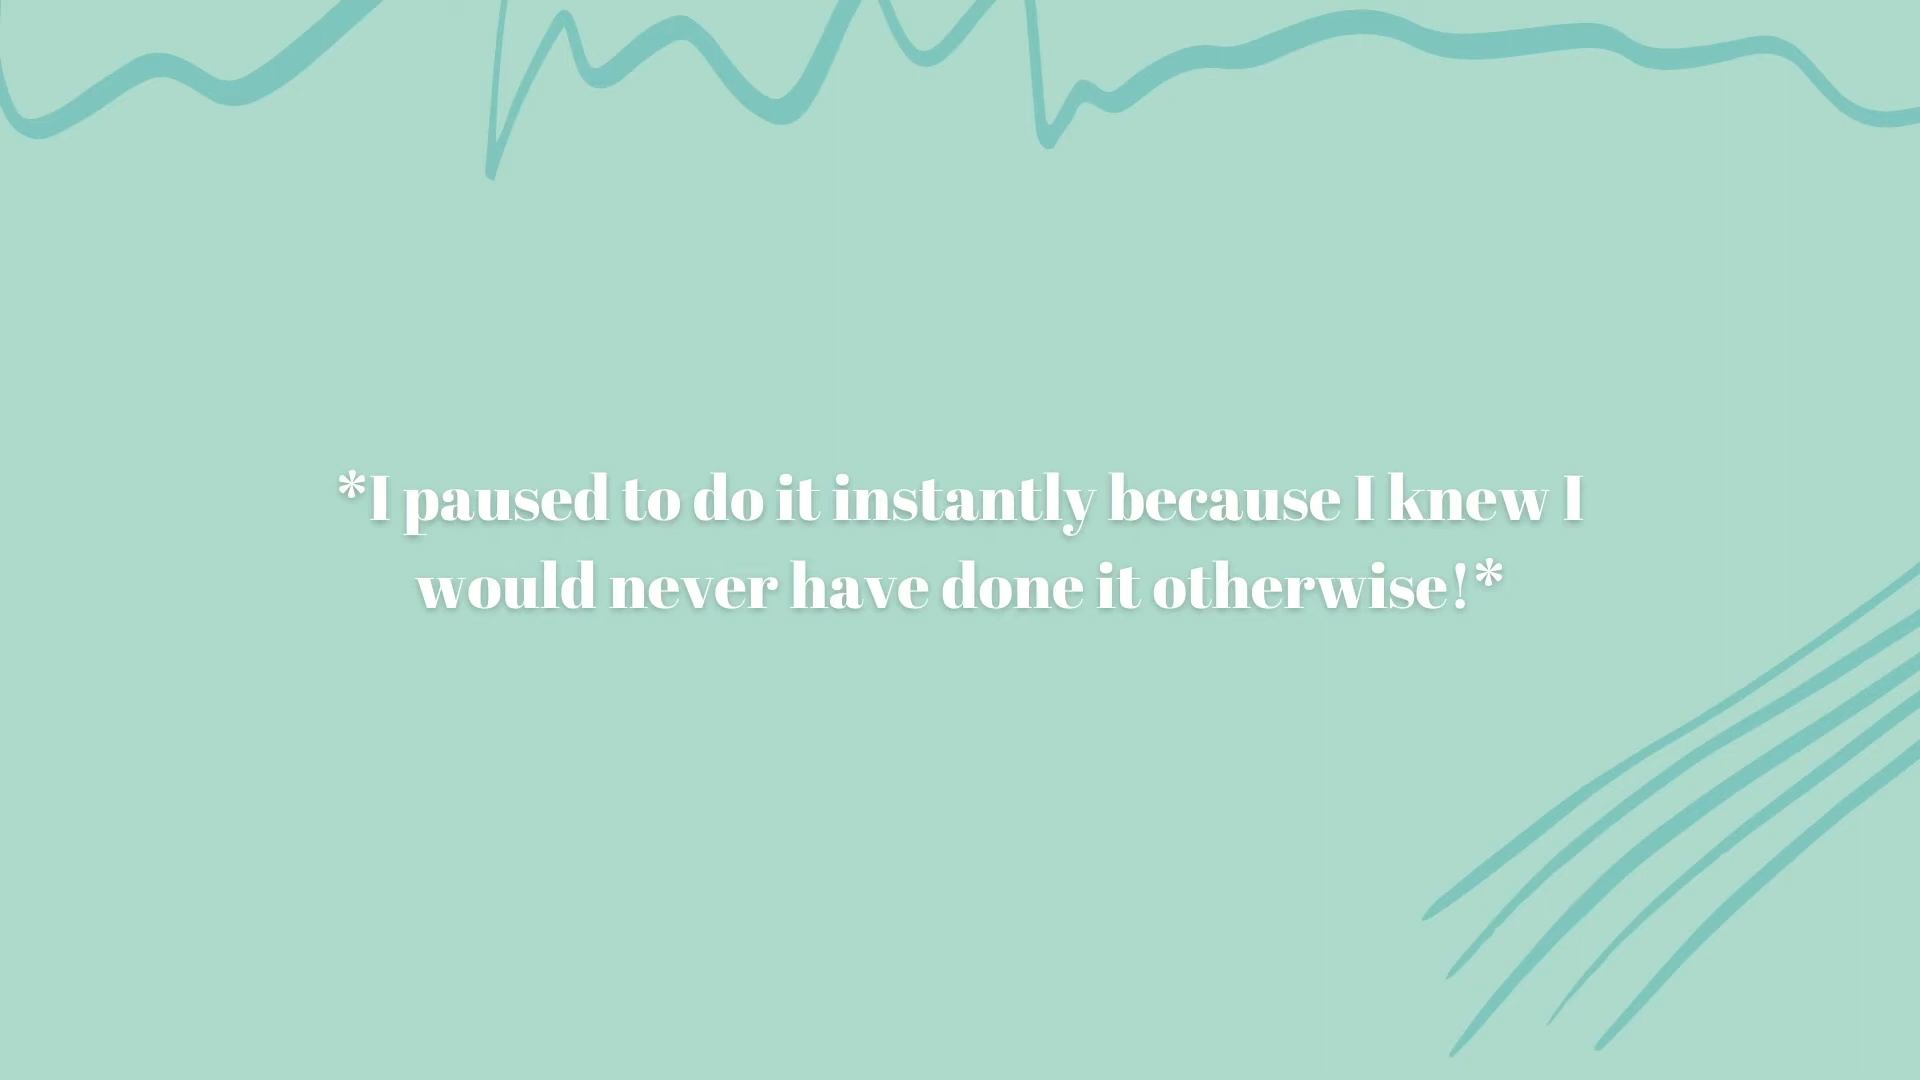 *I paused to do it instantly because I knew I
would never have done it otherwise!*